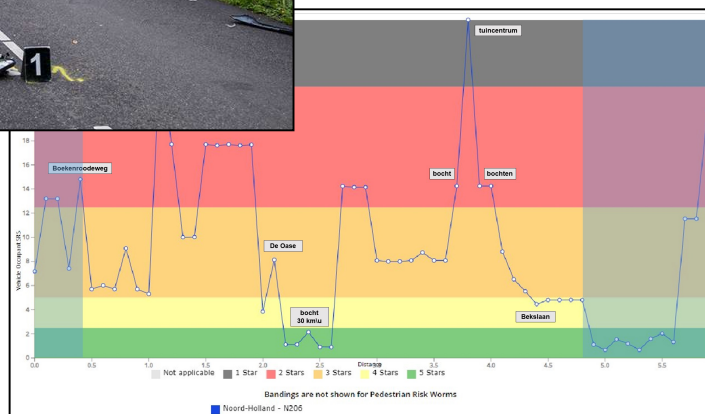 1
tuincentrum
18
Boekenroodeweg
16
bocht
bochten
14
12
10
De Oase
8
6
4
bocht
30 km\u
Bekslaan
2
0
0.0 0.5 1.0 1.5 2.0 2.5 3.5 4.0 4.5 5.0 5.5
Vehicle Occupant SRS
Distance
Not applicable 1 Star 2 Stars 3 Stars 4 Stars 5 Stars
Bandings are not shown for Pedestrian Risk Worms
Noord-Holland - N206